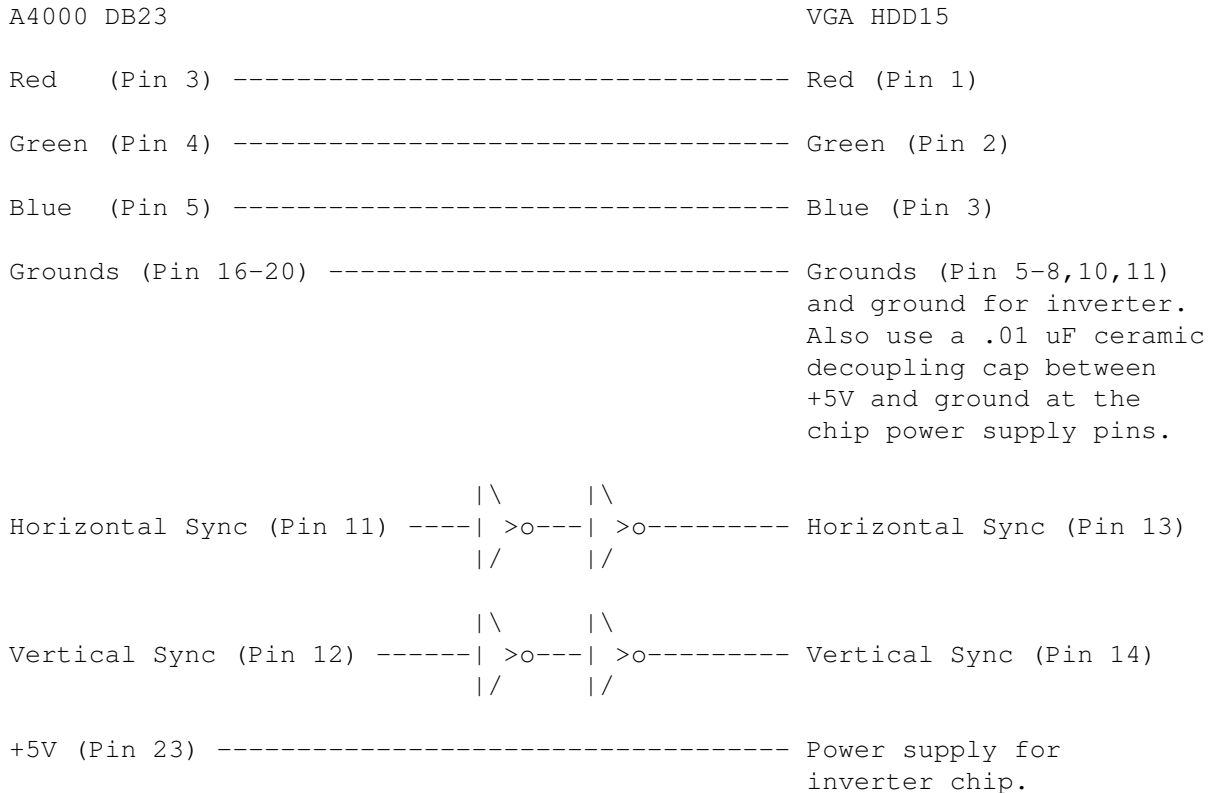 A4000 DB23                                        VGA HDD15
Red   (Pin 3) ----------------------------------- Red (Pin 1)
Green (Pin 4) ----------------------------------- Green (Pin 2)
Blue  (Pin 5) ----------------------------------- Blue (Pin 3)
Grounds (Pin 16-20) ----------------------------- Grounds (Pin 5-8,10,11)
                                                  and ground for inverter.
                                                  Also use a .01 uF ceramic
                                                  decoupling cap between
                                                  +5V and ground at the
                                                  chip power supply pins.
                             |\     |\
Horizontal Sync (Pin 11) ----| >o---| >o--------- Horizontal Sync (Pin 13)
                             |/     |/
                             |\     |\
Vertical Sync (Pin 12) ------| >o---| >o--------- Vertical Sync (Pin 14)
                             |/     |/
+5V (Pin 23) ------------------------------------ Power supply for
                                                  inverter chip.